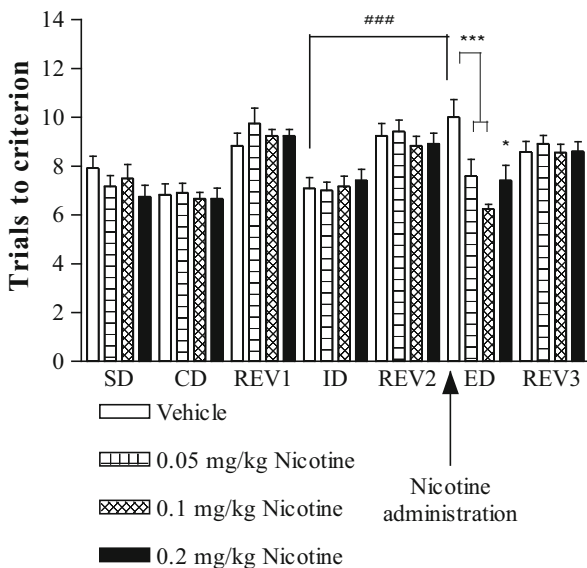 14
12
10
8
6
4
2
0
Trials to criterion
###
***
*
SD CD REV1 ID REV2 ED REV3
Vehicle
0.05 mg/kg Nicotine
0.1 mg/kg Nicotine
0.2 mg/kg Nicotine
Nicotine
administration